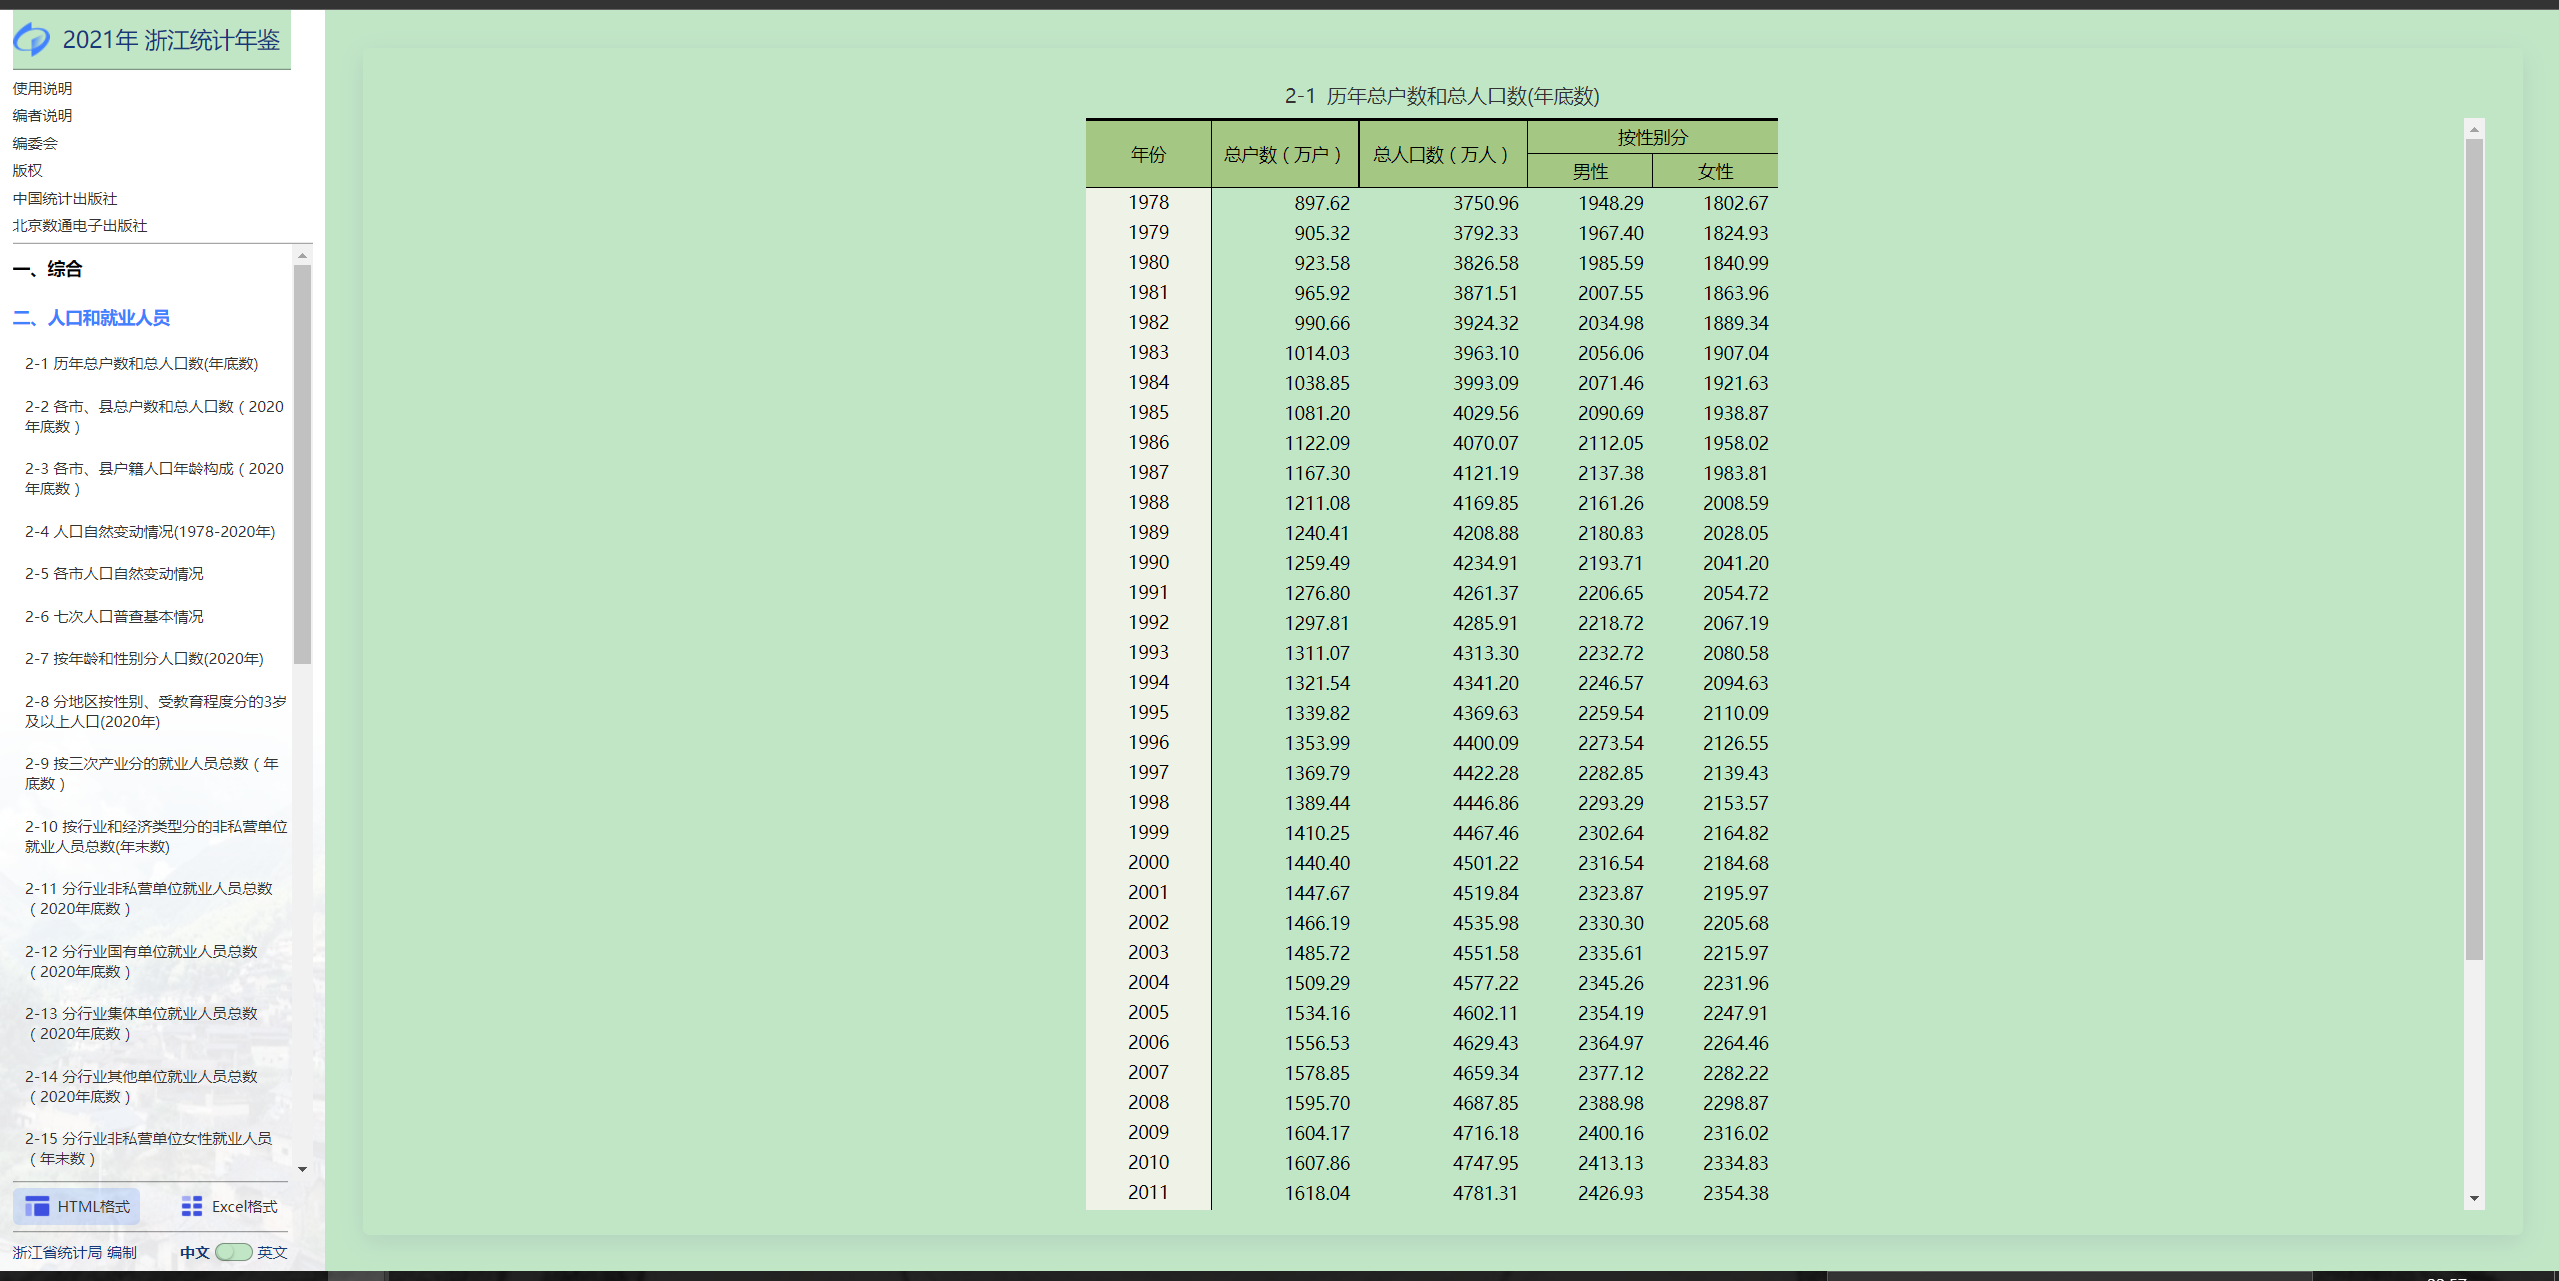 2021年 浙江统计年鉴
使用说明
编者说明
编委会
版权
中国统计出版社
北京数通电子出版社
一、综合
二、人口和就业人员
2-1 历年总户数和总人口数(年底数)
2-2 各市、县总户数和总人口数（2020
年底数）
2-3 各市、县户籍人口年龄构成（2020
年底数）
2-4 人口自然变动情况(1978-2020年)
2-5 各市人口自然变动情况
2-6 七次人口普查基本情况
2-7 按年龄和性别分人口数(2020年)
2-8 分地区按性别、受教育程度分的3岁
及以上人口(2020年)
2-9 按三次产业分的就业人员总数（年
底数）
2-10 按行业和经济类型分的非私营单位
就业人员总数(年末数)
2-11 分行业非私营单位就业人员总数
（2020年底数）
2-12 分行业国有单位就业人员总数
（2020年底数）
2-13 分行业集体单位就业人员总数
（2020年底数）
2-14 分行业其他单位就业人员总数
（2020年底数）
2-15 分行业非私营单位女性就业人员
（年末数）
HTML格式 Excel格式
浙江省统计局 编制 中文 英文
2-1 历年总户数和总人口数(年底数)
年份 总户数（万户） 总人口数（万人） 按性别分
男性 女性
1978 897.62 3750.96 1948.29 1802.67
1979 905.32 3792.33 1967.40 1824.93
1980 923.58 3826.58 1985.59 1840.99
1981 965.92 3871.51 2007.55 1863.96
1982 990.66 3924.32 2034.98 1889.34
1983 1014.03 3963.10 2056.06 1907.04
1984 1038.85 3993.09 2071.46 1921.63
1985 1081.20 4029.56 2090.69 1938.87
1986 1122.09 4070.07 2112.05 1958.02
1987 1167.30 4121.19 2137.38 1983.81
1988 1211.08 4169.85 2161.26 2008.59
1989 1240.41 4208.88 2180.83 2028.05
1990 1259.49 4234.91 2193.71 2041.20
1991 1276.80 4261.37 2206.65 2054.72
1992 1297.81 4285.91 2218.72 2067.19
1993 1311.07 4313.30 2232.72 2080.58
1994 1321.54 4341.20 2246.57 2094.63
1995 1339.82 4369.63 2259.54 2110.09
1996 1353.99 4400.09 2273.54 2126.55
1997 1369.79 4422.28 2282.85 2139.43
1998 1389.44 4446.86 2293.29 2153.57
1999 1410.25 4467.46 2302.64 2164.82
2000 1440.40 4501.22 2316.54 2184.68
2001 1447.67 4519.84 2323.87 2195.97
2002 1466.19 4535.98 2330.30 2205.68
2003 1485.72 4551.58 2335.61 2215.97
2004 1509.29 4577.22 2345.26 2231.96
2005 1534.16 4602.11 2354.19 2247.91
2006 1556.53 4629.43 2364.97 2264.46
2007 1578.85 4659.34 2377.12 2282.22
2008 1595.70 4687.85 2388.98 2298.87
2009 1604.17 4716.18 2400.16 2316.02
2010 1607.86 4747.95 2413.13 2334.83
2011 1618.04 4781.31 2426.93 2354.38